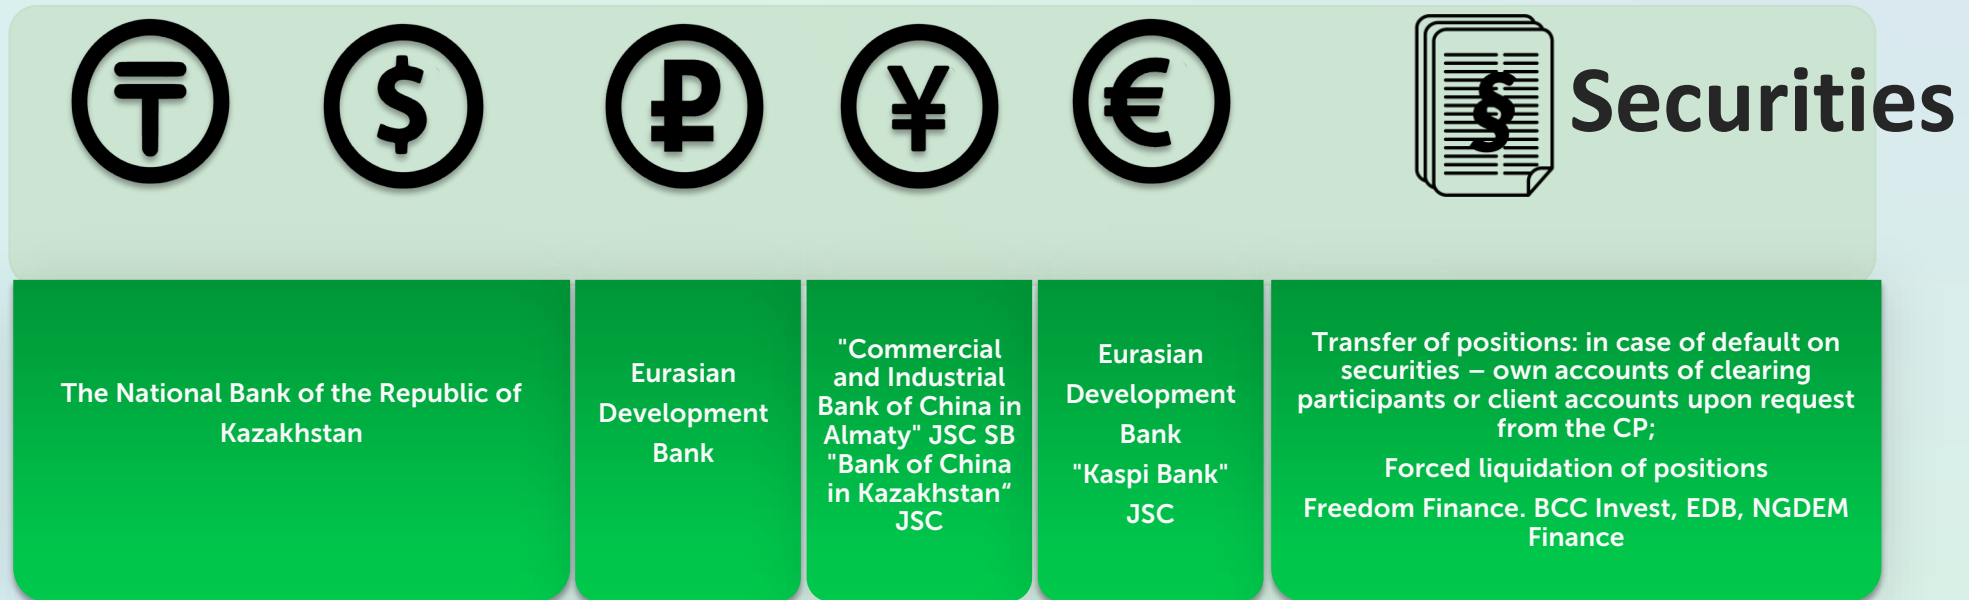 ₸
$
₽
¥
€
§
Securities
The National Bank of the Republic of
Kazakhstan
Eurasian
Development
Bank
"Commercial
and Industrial
Bank of China in
Almaty" JSC SB
"Bank of China
in Kazakhstan“
JSC
Eurasian
Development
Bank
"Kaspi Bank"
JSC
Transfer of positions: in case of default on
securities – own accounts of clearing
participants or client accounts upon request
from the CP;
Forced liquidation of positions
Freedom Finance. BCC Invest, EDB, NGDEM
Finance